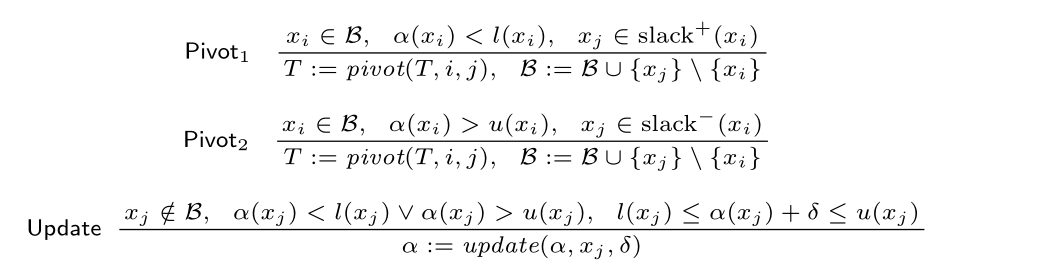 Pivot₁ xᵢ ∈ ℬ, α(xᵢ) < l(xᵢ), xⱼ ∈ slack⁺(xᵢ)
T := pivot(T, i, j), ℬ := ℬ ∪ {xⱼ} \ {xᵢ}
Pivot₂ xᵢ ∈ ℬ, α(xᵢ) > u(xᵢ), xⱼ ∈ slack⁻(xᵢ)
T := pivot(T, i, j), ℬ := ℬ ∪ {xⱼ} \ {xᵢ}
Update xⱼ ∉ ℬ, α(xⱼ) < l(xⱼ) ∨ α(xⱼ) > u(xⱼ), l(xⱼ) ≤ α(xⱼ) + δ ≤ u(xⱼ)
α := update(α, xⱼ, δ)